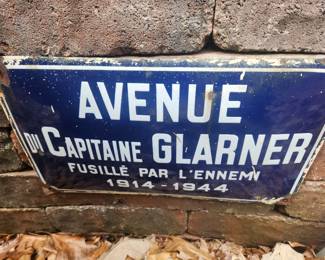 AVENUE
DU CAPITAINE GLARNER
FUSILLÉ PAR L'ENNEMI
1914-1944